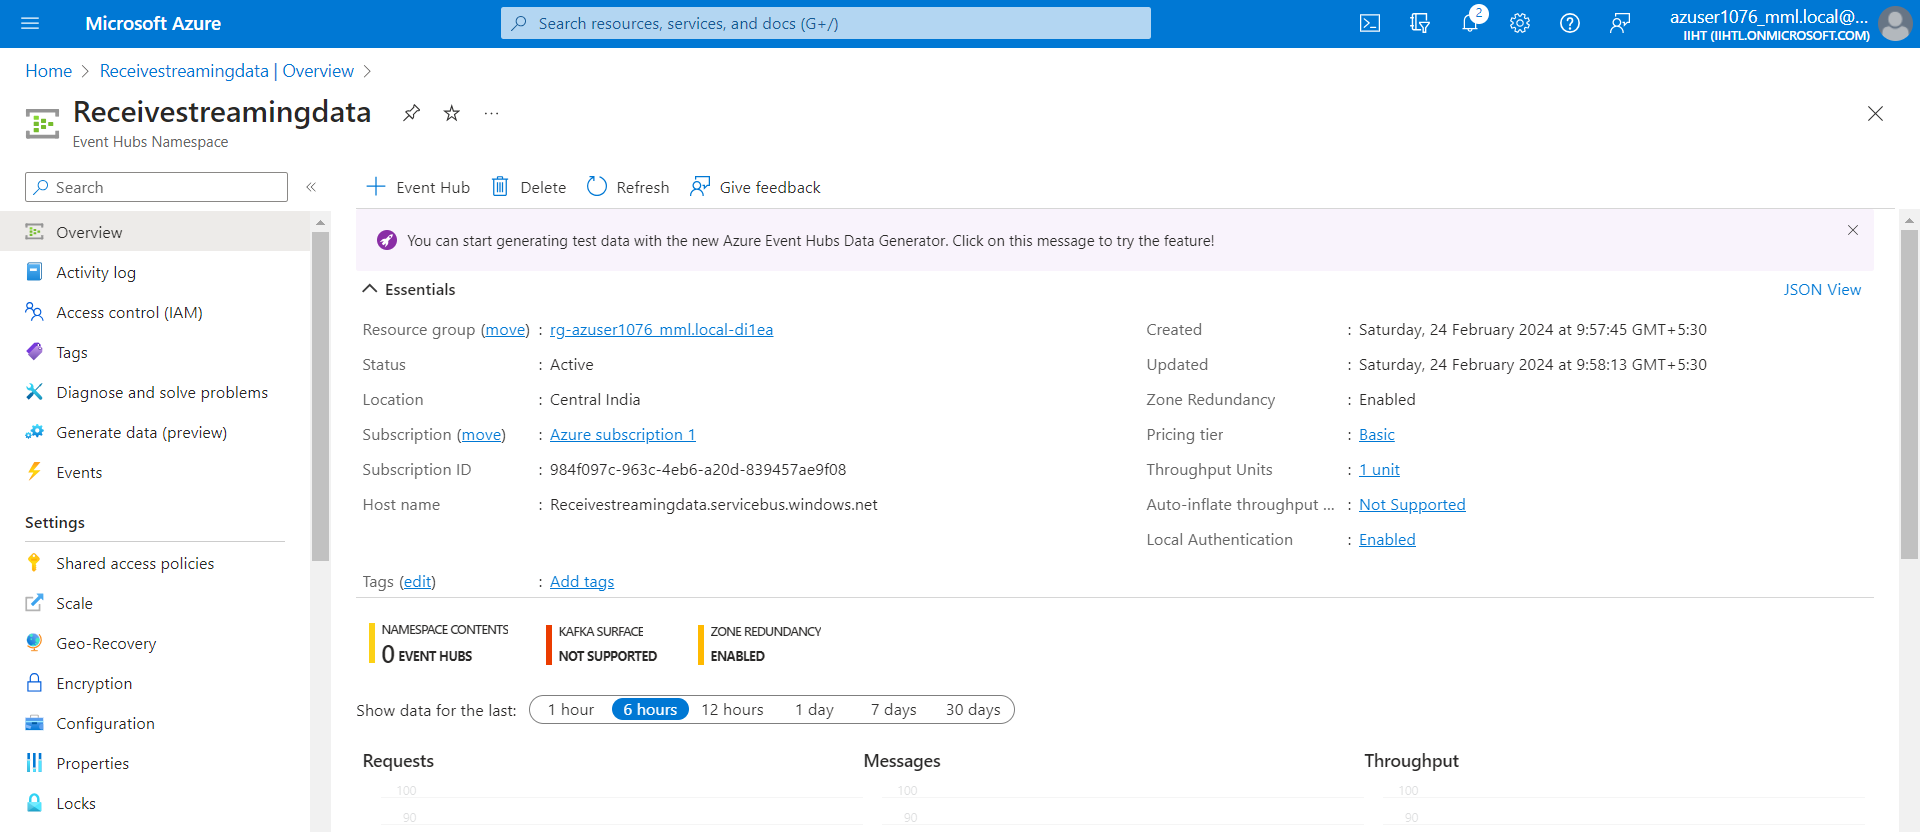 Microsoft Azure
Search resources, services, and docs (G+/)
2
azuser1076_mml.local@...
IIHT (IIHTL.ONMICROSOFT.COM)
Home > Receivestreamingdata | Overview >
Receivestreamingdata
...
Event Hubs Namespace
Search
«
+ Event Hub
Delete
Refresh
Give feedback
Overview
Activity log
Access control (IAM)
Tags
Diagnose and solve problems
Generate data (preview)
Events
Settings
Shared access policies
Scale
Geo-Recovery
Encryption
Configuration
Properties
Locks
You can start generating test data with the new Azure Event Hubs Data Generator. Click on this message to try the feature!
Essentials
JSON View
Resource group (move) : rg-azuser1076_mml.local-di1ea
Status : Active
Location : Central India
Subscription (move) : Azure subscription 1
Subscription ID : 984f097c-963c-4eb6-a20d-839457ae9f08
Host name : Receivestreamingdata.servicebus.windows.net
Created : Saturday, 24 February 2024 at 9:57:45 GMT+5:30
Updated : Saturday, 24 February 2024 at 9:58:13 GMT+5:30
Zone Redundancy : Enabled
Pricing tier : Basic
Throughput Units : 1 unit
Auto-inflate throughput ... : Not Supported
Local Authentication : Enabled
Tags (edit) : Add tags
NAMESPACE CONTENTS
0 EVENT HUBS
KAFKA SURFACE
NOT SUPPORTED
ZONE REDUNDANCY
ENABLED
Show data for the last: 1 hour 6 hours 12 hours 1 day 7 days 30 days
Requests
100
90
Messages
100
90
Throughput
100
90